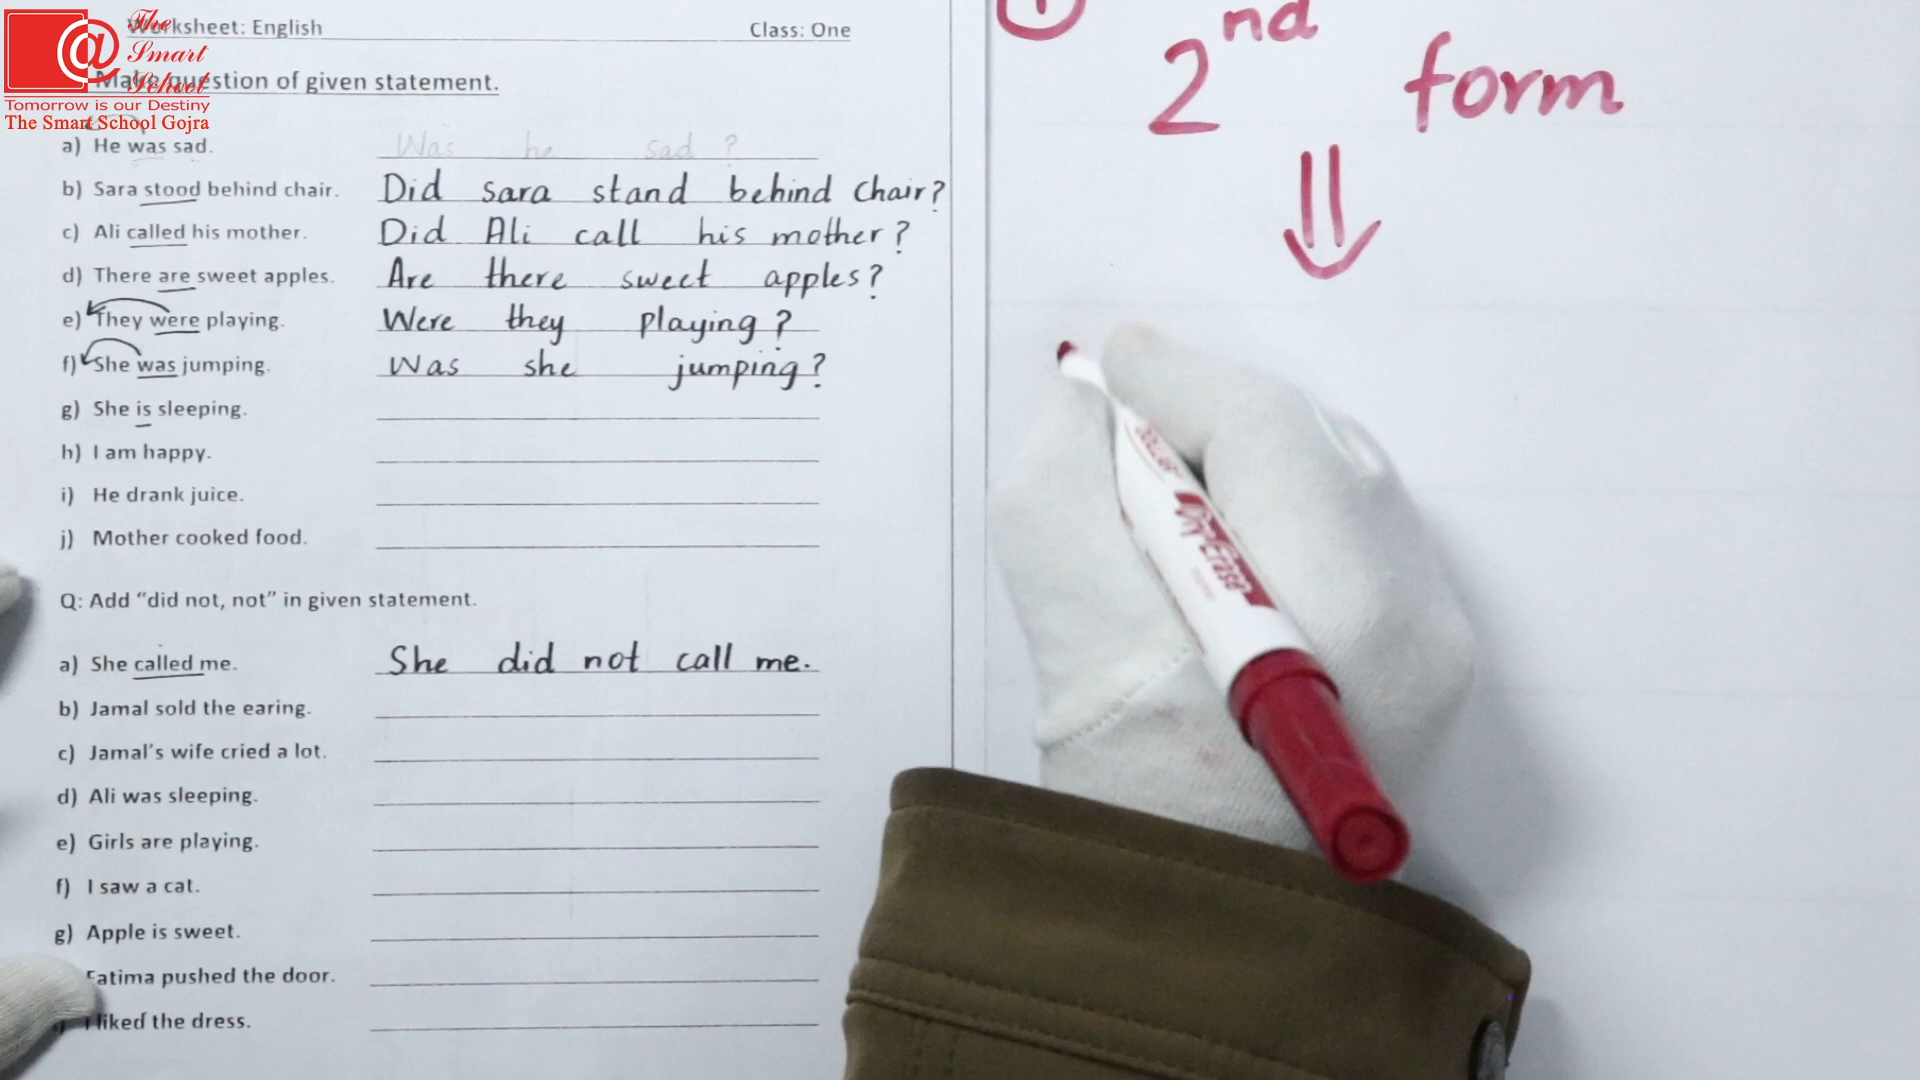 The Smart School
Tomorrow is our Destiny
The Smart School Gojra
Worksheet: English Class: One
Make question of given statement.
a) He was sad. Was he sad ?
b) Sara stood behind chair. Did sara stand behind chair?
c) Ali called his mother. Did Ali call his mother?
d) There are sweet apples. Are there sweet apples?
e) They were playing. Were they playing?
f) She was jumping. Was she jumping?
g) She is sleeping.
h) I am happy.
i) He drank juice.
j) Mother cooked food.
Q: Add "did not, not" in given statement.
a) She called me. She did not call me.
b) Jamal sold the earing.
c) Jamal's wife cried a lot.
d) Ali was sleeping.
e) Girls are playing.
f) I saw a cat.
g) Apple is sweet.
Fatima pushed the door.
I liked the dress.
2nd form
Dry Erase